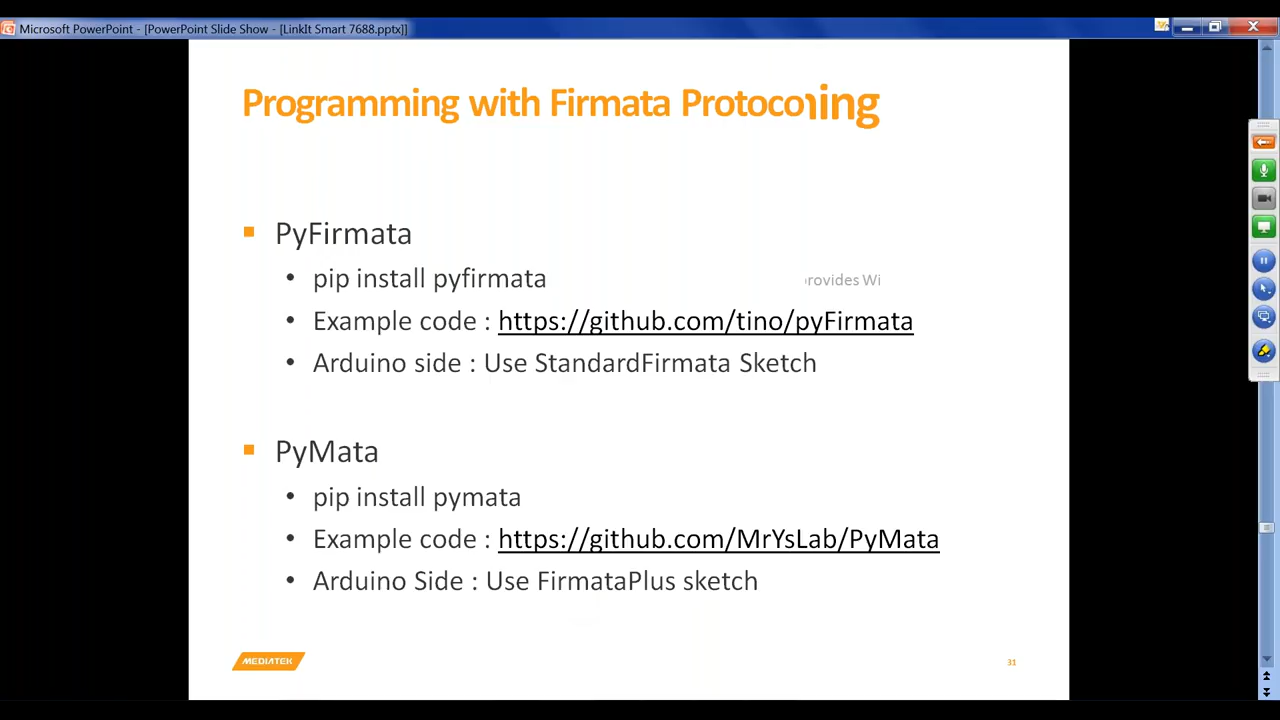 Microsoft PowerPoint - [PowerPoint Slide Show - [LinkIt Smart 7688.pptx]]
Programming with Firmata Protoconing
▪ PyFirmata
• pip install pyfirmata
provides Wi
• Example code : https://github.com/tino/pyFirmata
• Arduino side : Use StandardFirmata Sketch
▪ PyMata
• pip install pymata
• Example code : https://github.com/MrYsLab/PyMata
• Arduino Side : Use FirmataPlus sketch
MEDIATEK
31